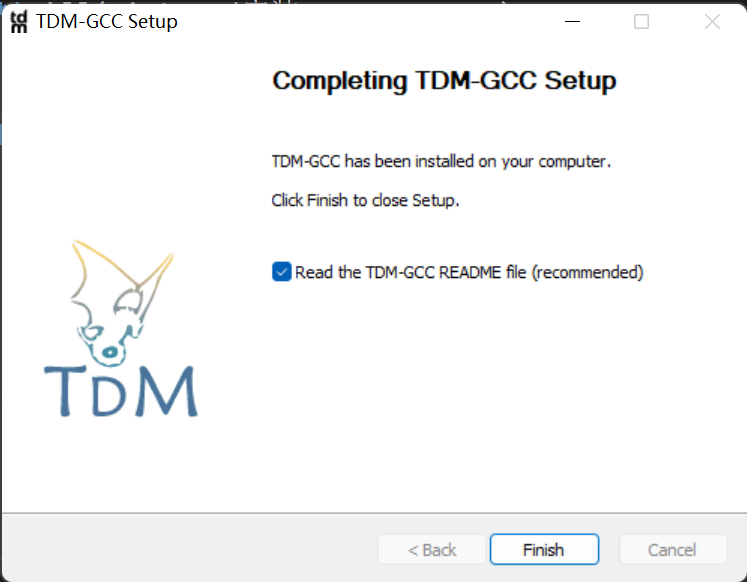 TDM-GCC Setup
Completing TDM-GCC Setup
TDM-GCC has been installed on your computer.
Click Finish to close Setup.
Read the TDM-GCC README file (recommended)
TDM
< Back
Finish
Cancel